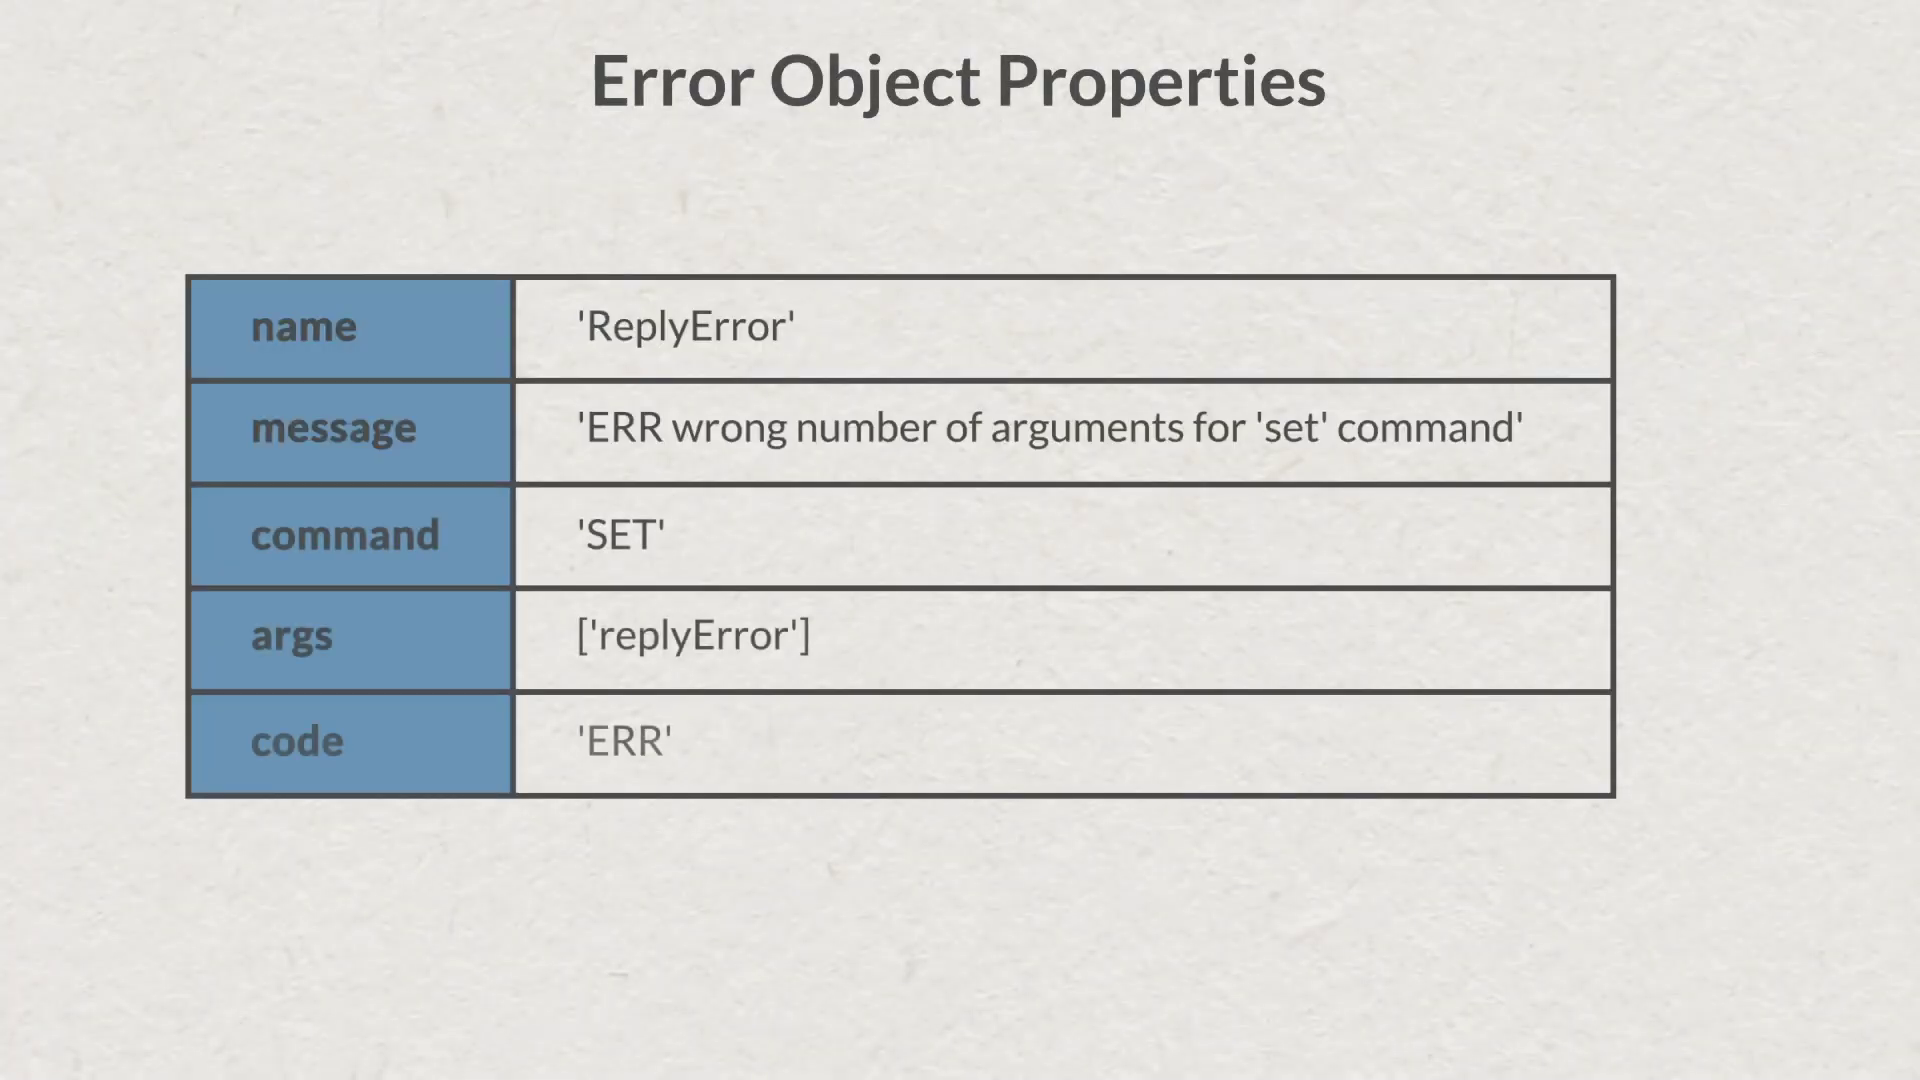 Error Object Properties
name 'ReplyError'
message 'ERR wrong number of arguments for 'set' command'
command 'SET'
args ['replyError']
code 'ERR'